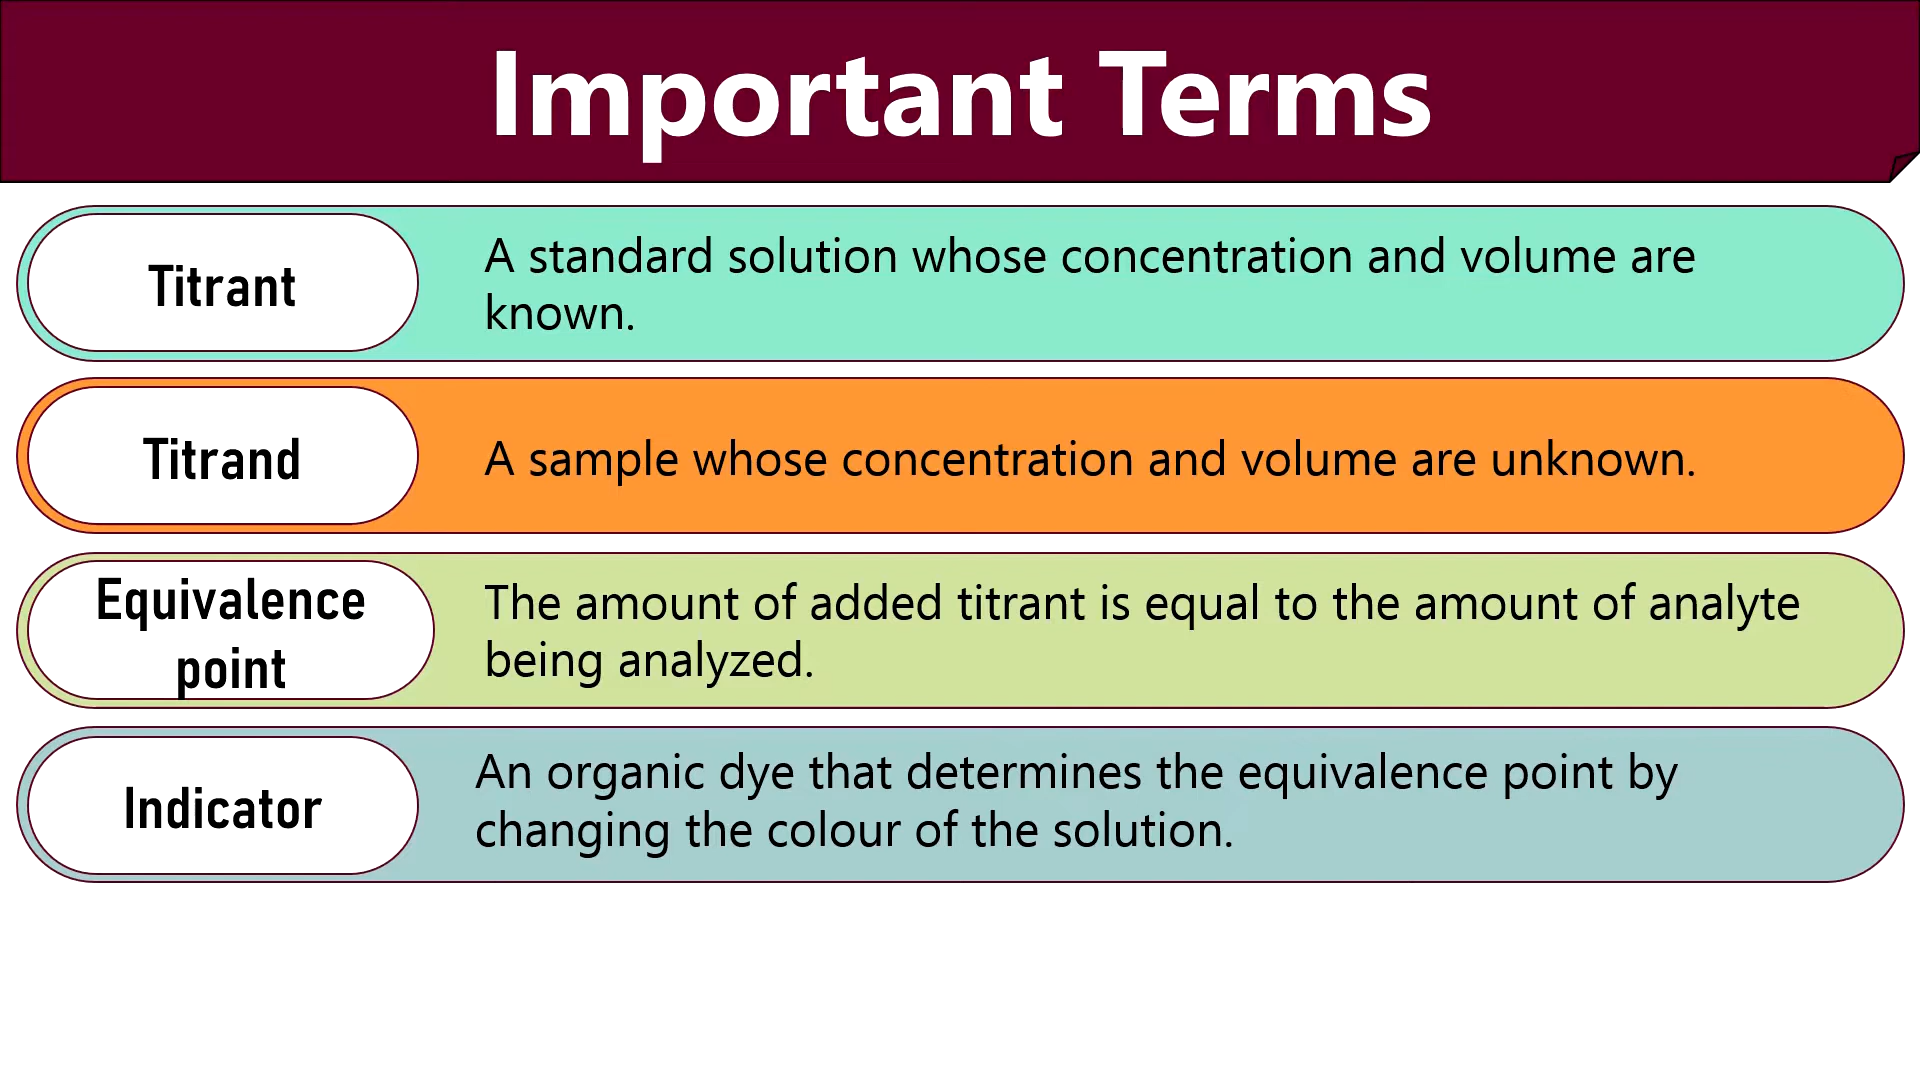 Important Terms
Titrant
A standard solution whose concentration and volume are
known.
Titrand
A sample whose concentration and volume are unknown.
Equivalence
point
The amount of added titrant is equal to the amount of analyte
being analyzed.
Indicator
An organic dye that determines the equivalence point by
changing the colour of the solution.